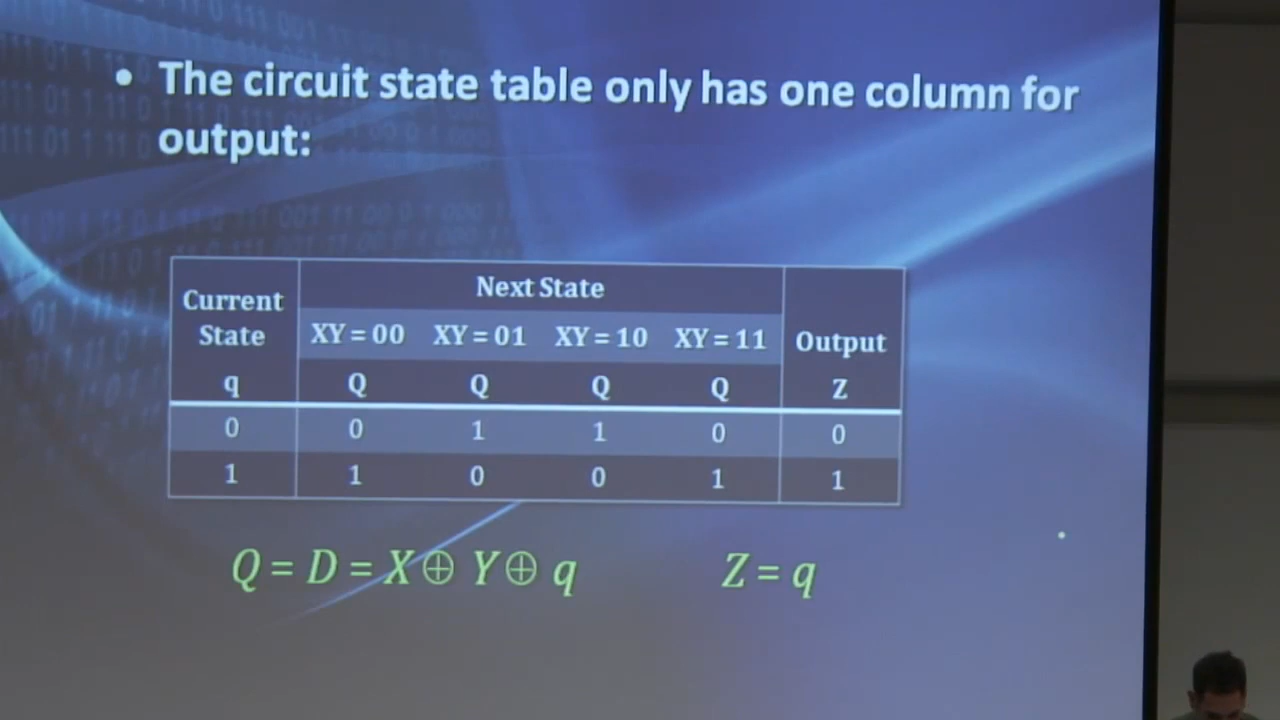 • The circuit state table only has one column for
output:
Current State
Next State
Output
XY = 00 XY = 01 XY = 10 XY = 11
q Q Q Q Q Z
0 0 1 1 0 0
1 1 0 0 1 1
Q = D = X ⊕ Y ⊕ q
Z = q